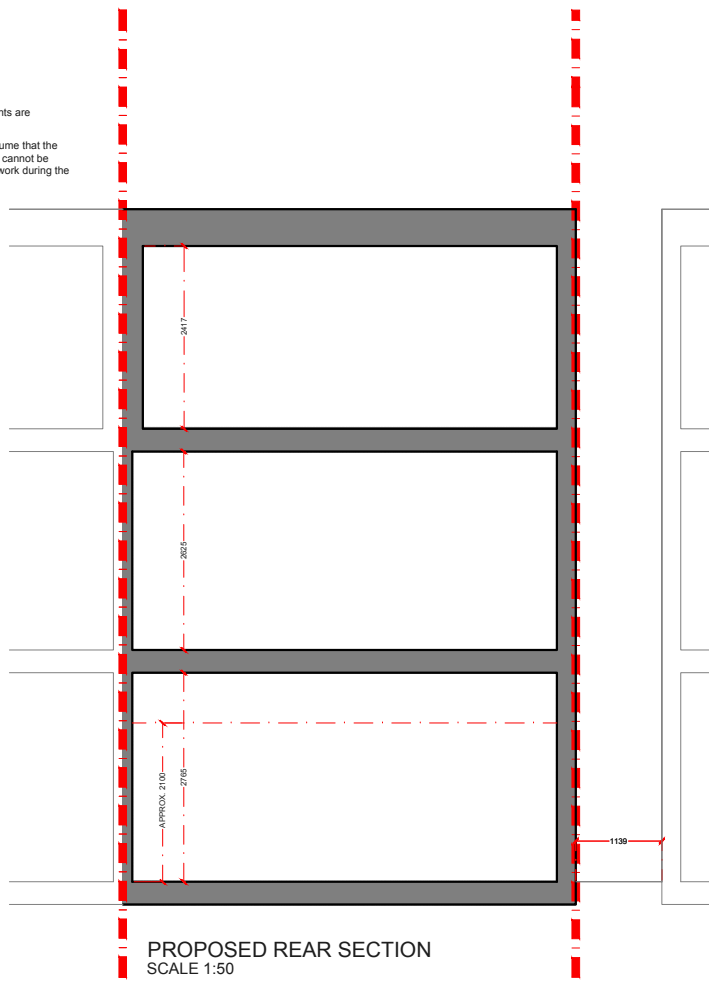 nts are
ume that the
cannot be
work during the
2417
2625
APPROX. 2100
2765
1139
PROPOSED REAR SECTION
SCALE 1:50